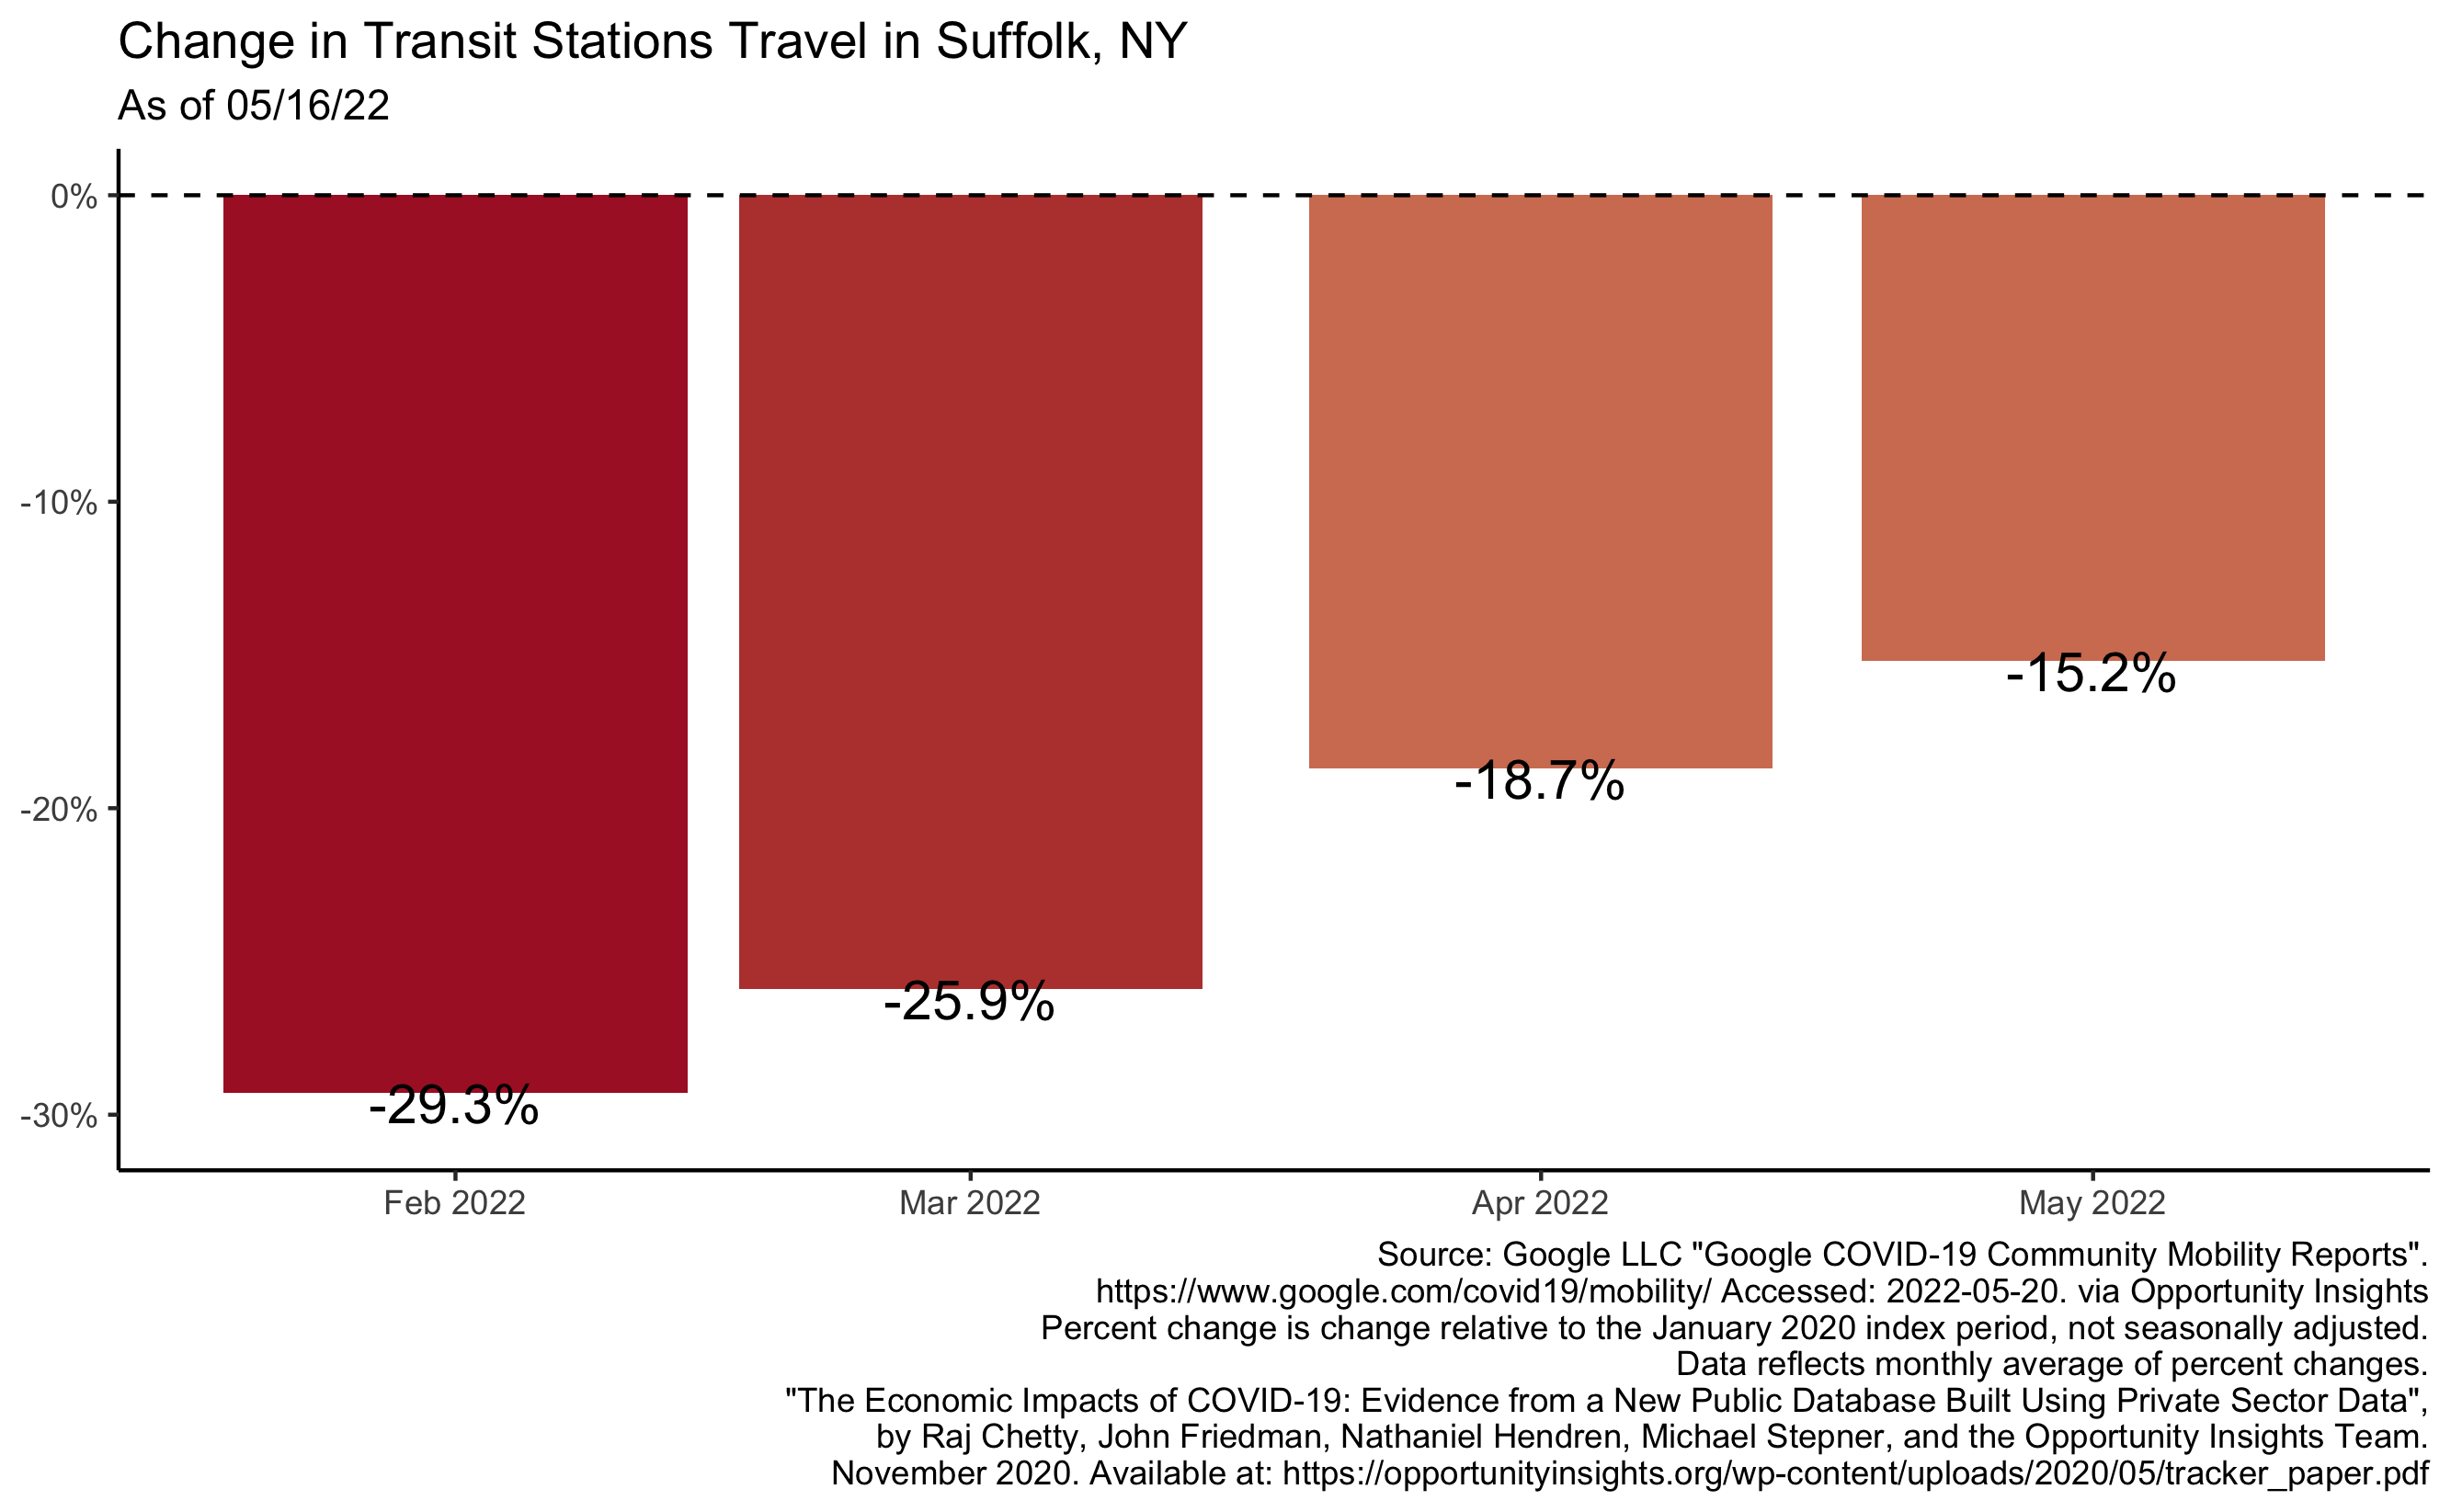 Change in Transit Stations Travel in Suffolk, NY
As of 05/16/22
0%
-10%
-20%
-30%
-29.3%
-25.9%
-18.7%
-15.2%
Feb 2022
Mar 2022
Apr 2022
May 2022
Source: Google LLC "Google COVID-19 Community Mobility Reports".
https://www.google.com/covid19/mobility/ Accessed: 2022-05-20. via Opportunity Insights
Percent change is change relative to the January 2020 index period, not seasonally adjusted.
Data reflects monthly average of percent changes.
"The Economic Impacts of COVID-19: Evidence from a New Public Database Built Using Private Sector Data",
by Raj Chetty, John Friedman, Nathaniel Hendren, Michael Stepner, and the Opportunity Insights Team.
November 2020. Available at: https://opportunityinsights.org/wp-content/uploads/2020/05/tracker_paper.pdf